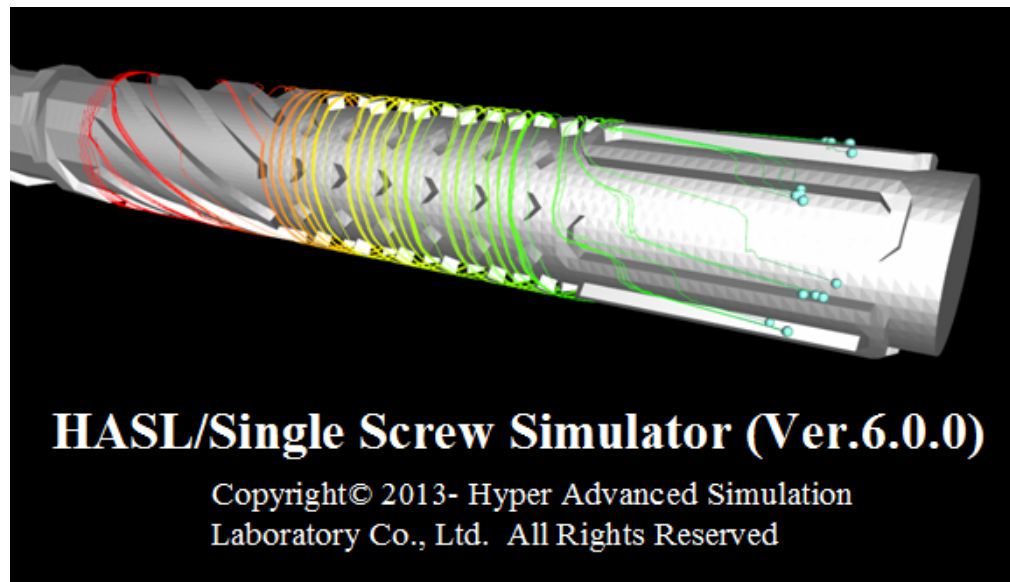 HASL/Single Screw Simulator (Ver.6.0.0)
Copyright© 2013- Hyper Advanced Simulation
Laboratory Co., Ltd.  All Rights Reserved